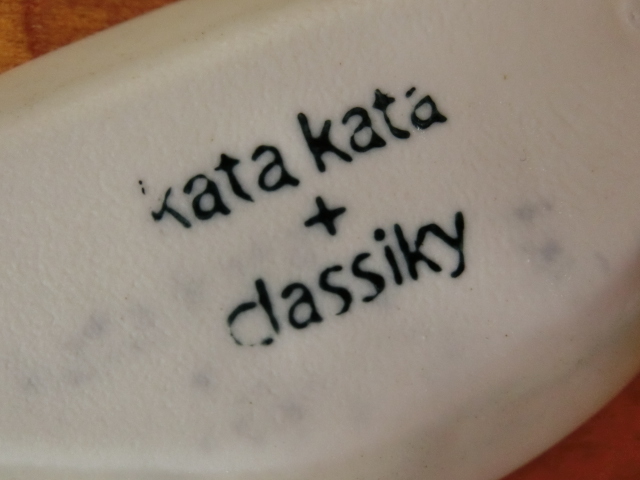 kata kata
+
classiky